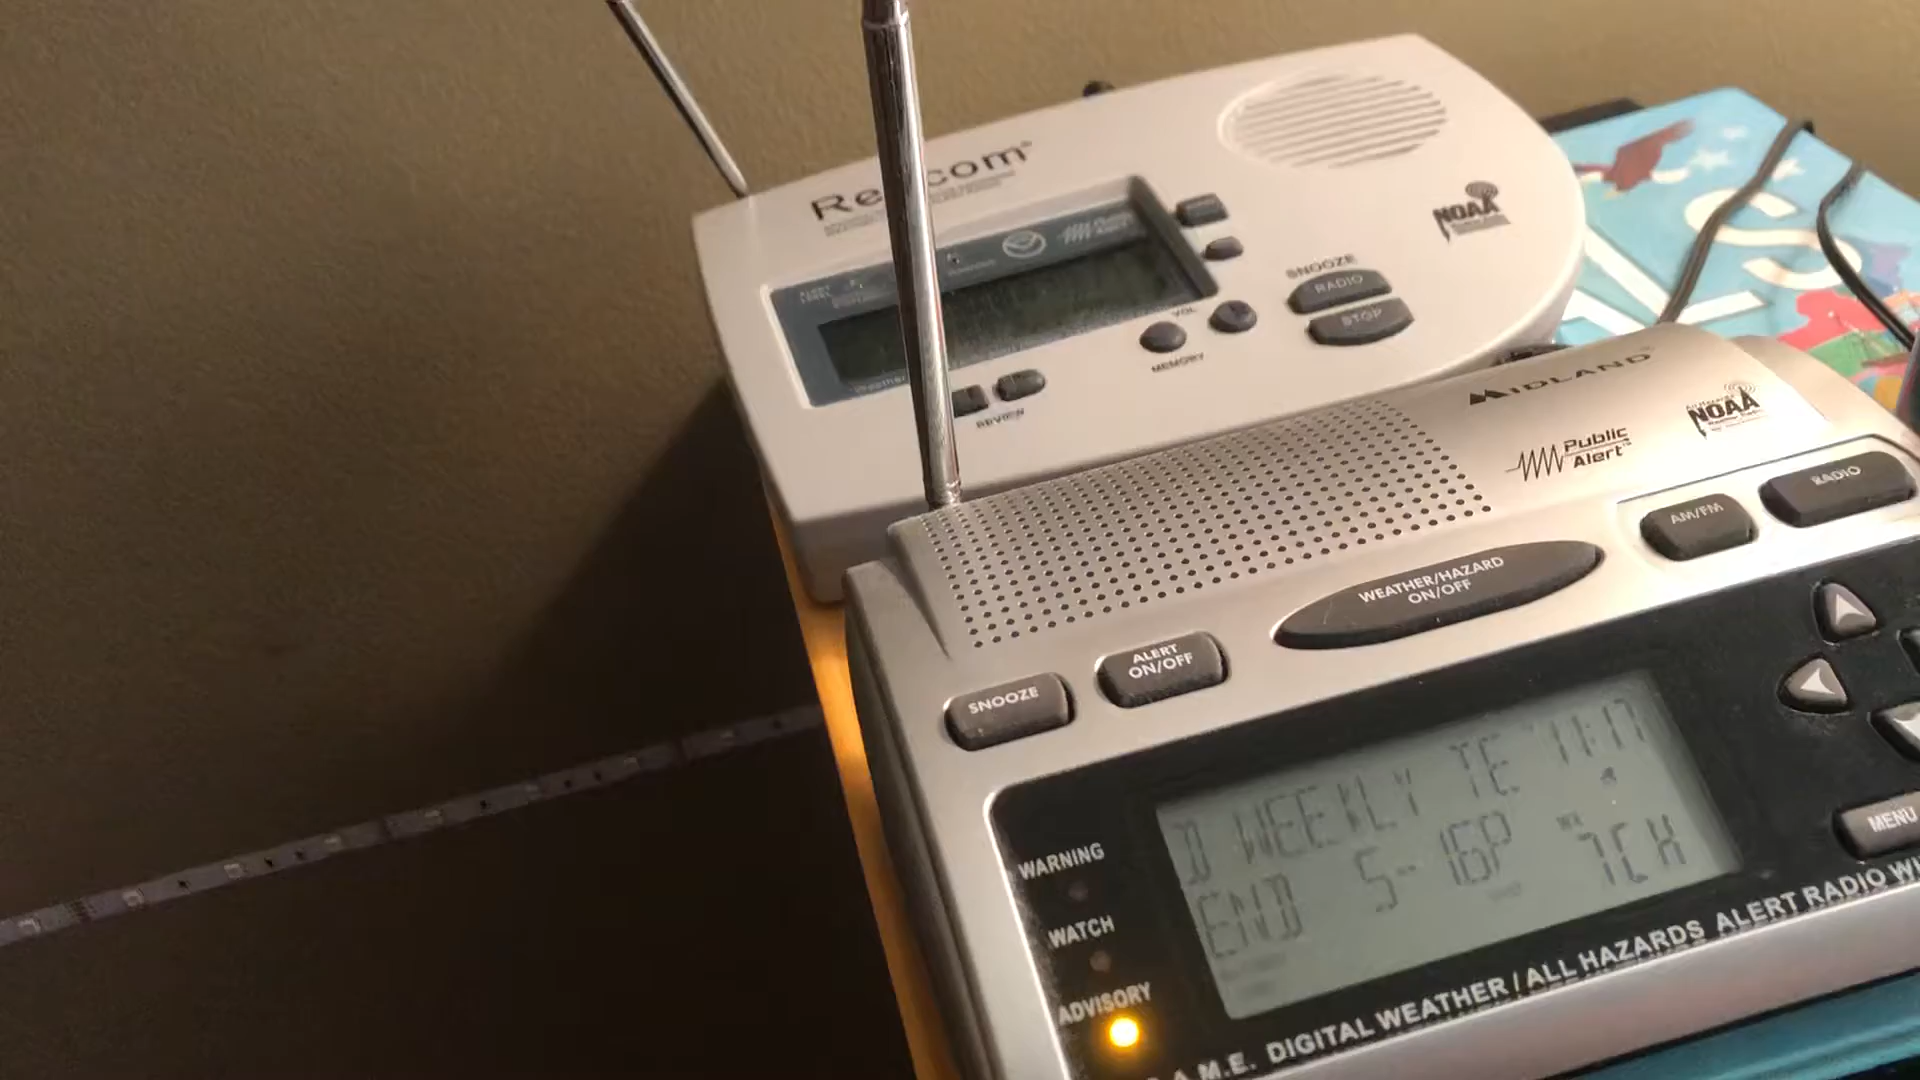 NOAA
SNOOZE
RADIO
STOP
VOL
MEMORY
REVIEW
MIDLAND
Public
Alert
NOAA
RADIO
AM/FM
WEATHER/HAZARD
ON/OFF
ALERT
ON/OFF
SNOOZE
D WEEKLY TE 11:17
END 5-16P 7CH
MENU
WARNING
WATCH
ADVISORY
A.M.E. DIGITAL WEATHER / ALL HAZARDS ALERT RADIO